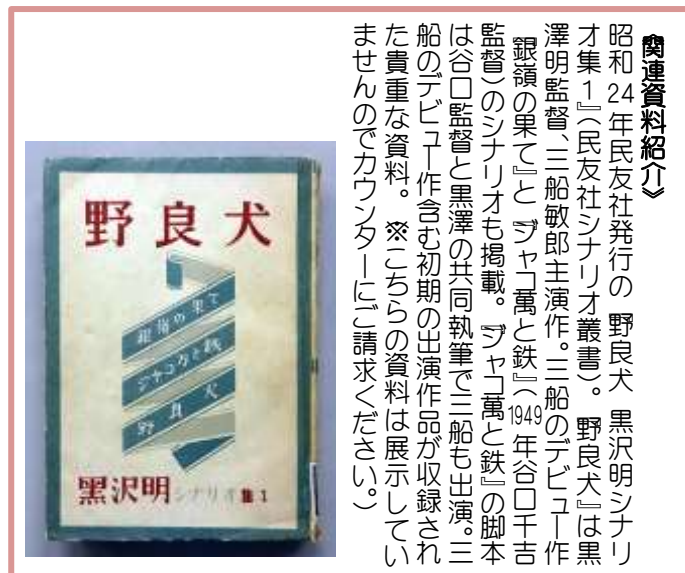 《関連資料紹介》
昭和24年民友社発行の『野良犬 黒沢明シナリ
オ集1』（民友社シナリオ叢書）。『野良犬』は黒
澤明監督、三船敏郎主演作。三船のデビュー作
『銀嶺の果て』と『ジャコ萬と鉄』（1949年谷口千吉
監督）のシナリオも掲載。『ジャコ萬と鉄』の脚本
は谷口監督と黒澤の共同執筆で三船も出演。三
船のデビュー作含む初期の出演作品が収録され
た貴重な資料。※こちらの資料は展示してい
ませんのでカウンターにご請求ください。）
野良犬
銀嶺の果て
ジャコ萬と鉄
野良犬
黒沢明シナリオ集1